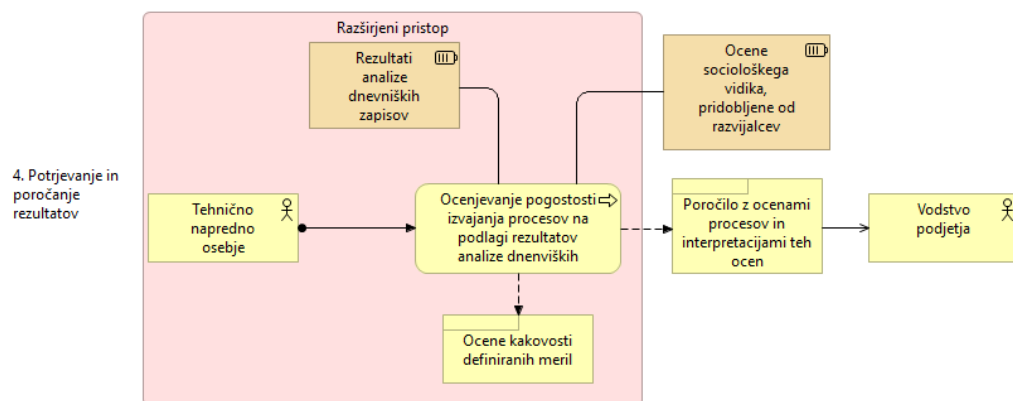 Razširjeni pristop
Rezultati
analize
dnevniških
zapisov
Ocene
sociološkega
vidika,
pridobljene od
razvijalcev
4. Potrjevanje in
poročanje
rezultatov
Tehnično
napredno
osebje
Ocenjevanje pogostosti
izvajanja procesov na
podlagi rezultatov
analize dnenviških
Poročilo z ocenami
procesov in
interpretacijami teh
ocen
Vodstvo
podjetja
Ocene kakovosti
definiranih meril